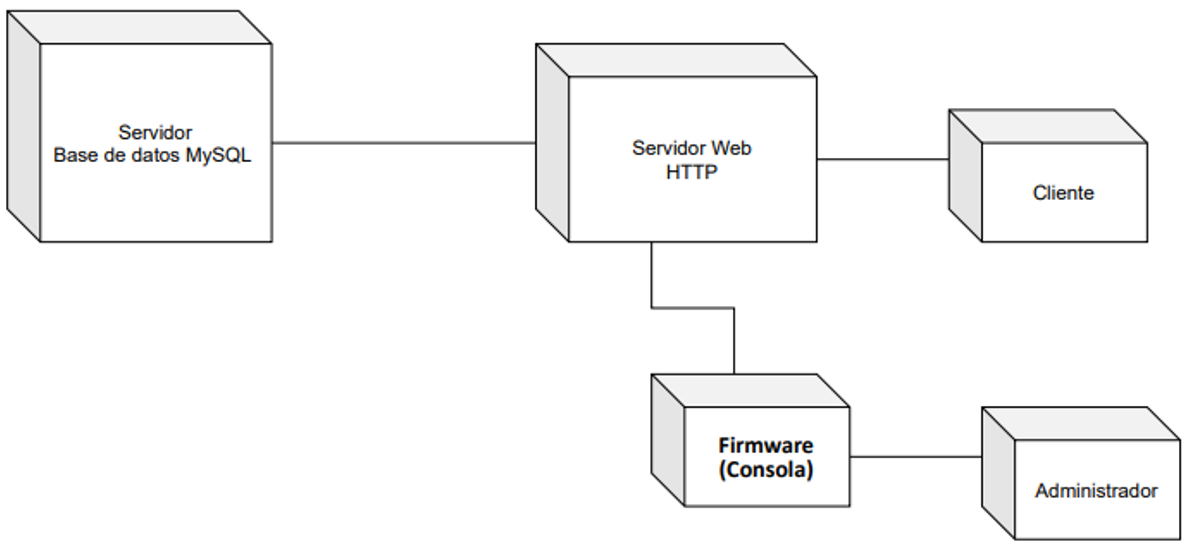 Servidor
Base de datos MySQL
Servidor Web
HTTP
Cliente
Firmware
(Consola)
Administrador